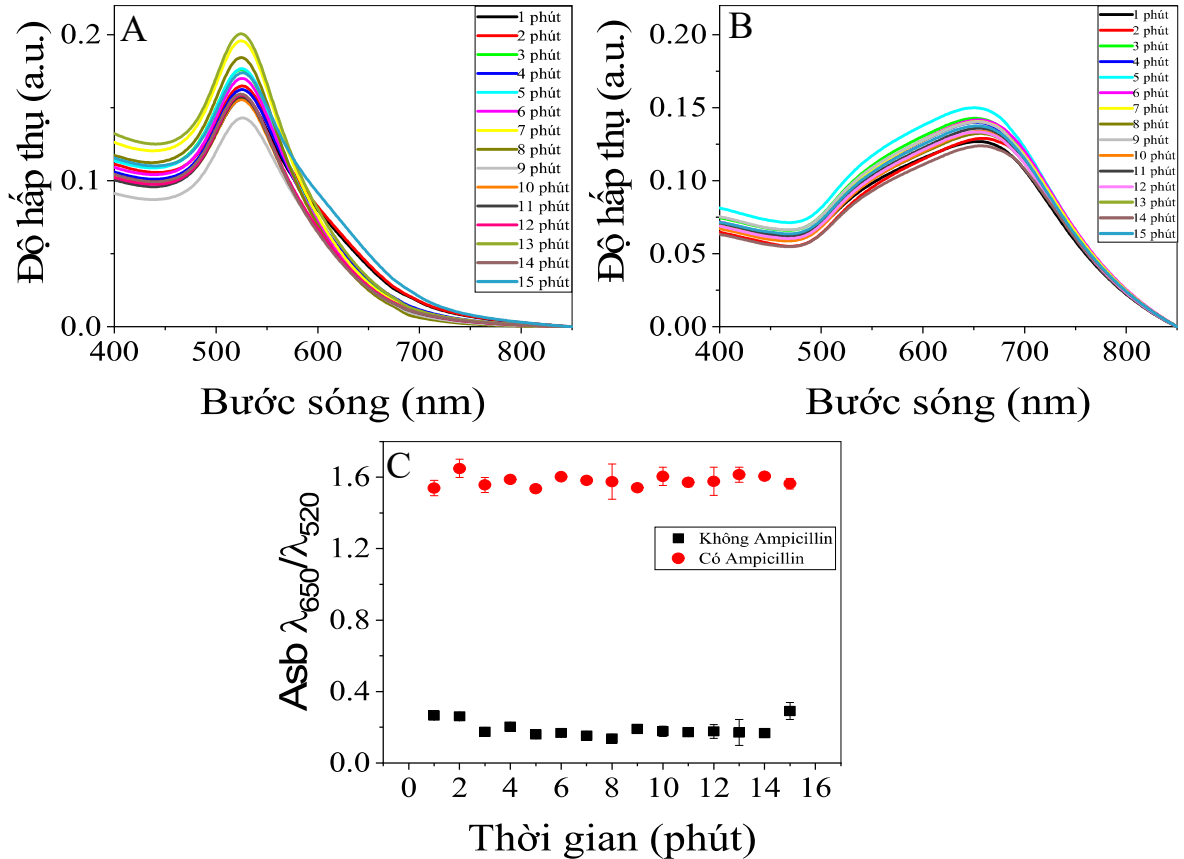 A
0.2
0.1
0.0
400
500
600
700
800
Độ hấp thụ (a.u.)
Bước sóng (nm)
1 phút
2 phút
3 phút
4 phút
5 phút
6 phút
7 phút
8 phút
9 phút
10 phút
11 phút
12 phút
13 phút
14 phút
15 phút
B
0.20
0.15
0.10
0.05
0.00
400
500
600
700
800
Độ hấp thụ (a.u.)
Bước sóng (nm)
1 phút
2 phút
3 phút
4 phút
5 phút
6 phút
7 phút
8 phút
9 phút
10 phút
11 phút
12 phút
13 phút
14 phút
15 phút
C
1.6
1.2
0.8
0.4
0.0
0
2
4
6
8
10
12
14
16
Asb λ650/λ520
Không Ampicillin
Có Ampicillin
Thời gian (phút)